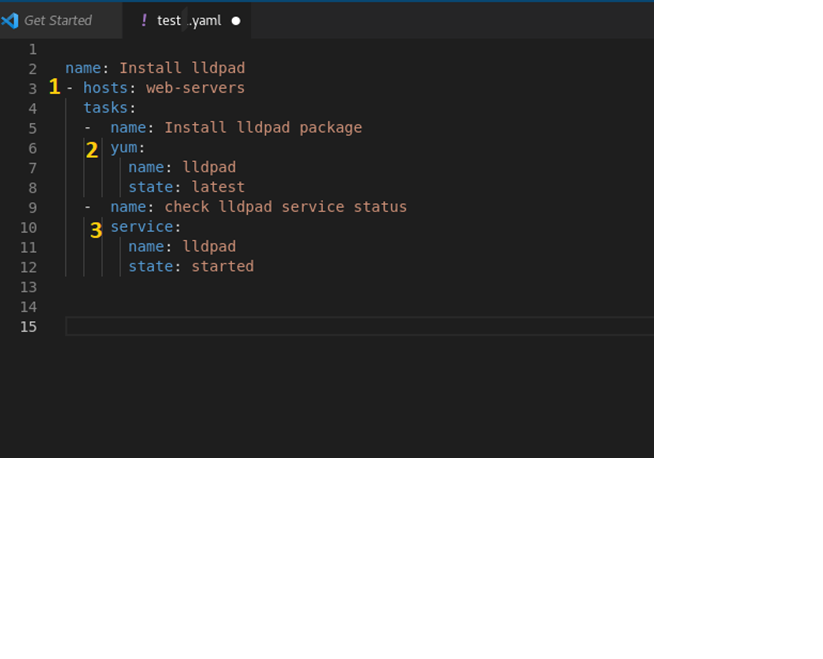 Get Started ! test .yaml ●
1
2 name: Install lldpad
1 3 - hosts: web-servers
4 tasks:
5 - name: Install lldpad package
6 2 yum:
7 name: lldpad
8 state: latest
9 - name: check lldpad service status
10 3 service:
11 name: lldpad
12 state: started
13
14
15